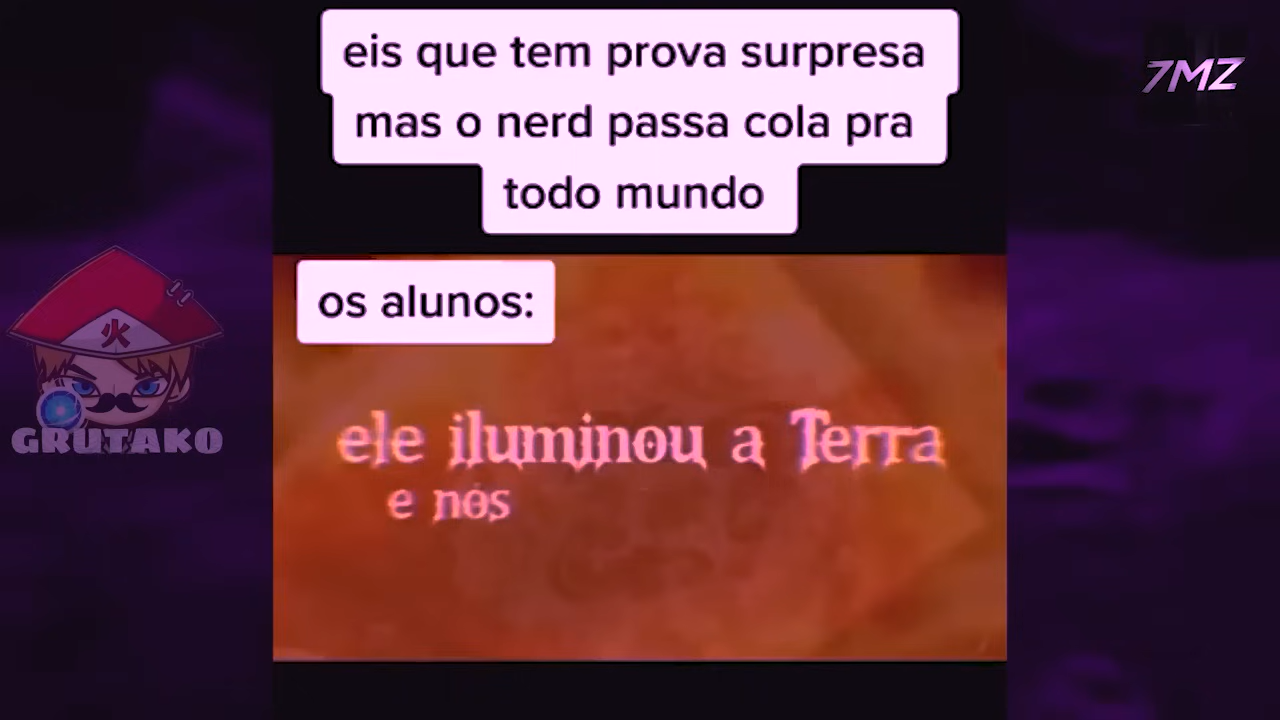 eis que tem prova surpresa
mas o nerd passa cola pra
todo mundo
7MZ
os alunos:
火
GRUTAKO
ele iluminou a Terra
e nós